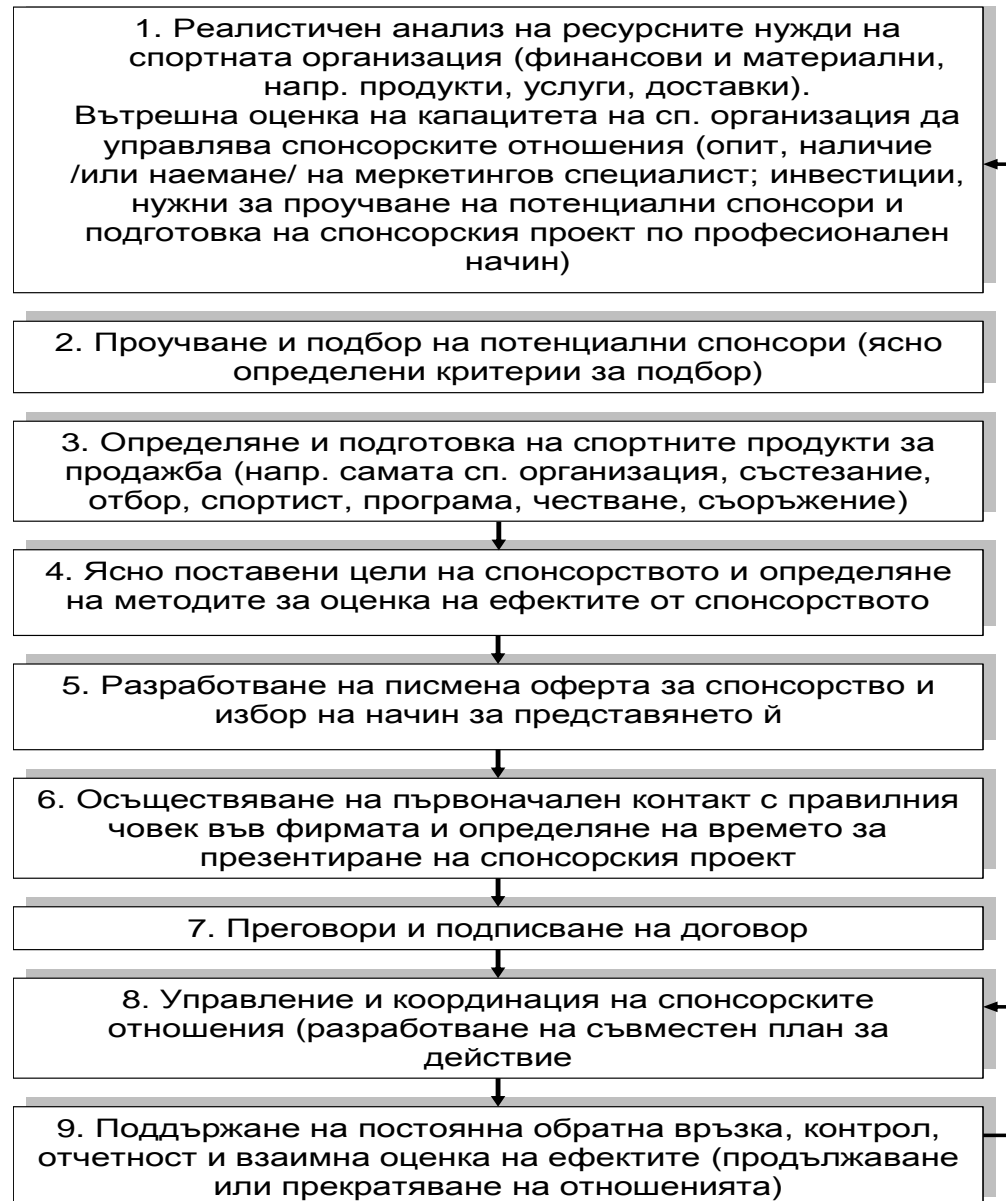 1. Реалистичен анализ на ресурсните нужди на
спортната организация (финансови и материални,
напр. продукти, услуги, доставки).
Вътрешна оценка на капацитета на сп. организация да
управлява спонсорските отношения (опит, наличие
/или наемане/ на меркетингов специалист; инвестиции,
нужни за проучване на потенциални спонсори и
подготовка на спонсорския проект по професионален
начин)
2. Проучване и подбор на потенциални спонсори (ясно
определени критерии за подбор)
3. Определяне и подготовка на спортните продукти за
продажба (напр. самата сп. организация, състезание,
отбор, спортист, програма, честване, съоръжение)
4. Ясно поставени цели на спонсорството и определяне
на методите за оценка на ефектите от спонсорството
5. Разработване на писмена оферта за спонсорство и
избор на начин за представянето й
6. Осъществяване на първоначален контакт с правилния
човек във фирмата и определяне на времето за
презентиране на спонсорския проект
7. Преговори и подписване на договор
8. Управление и координация на спонсорските
отношения (разработване на съвместен план за
действие
9. Поддържане на постоянна обратна връзка, контрол,
отчетност и взаимна оценка на ефектите (продължаване
или прекратяване на отношенията)